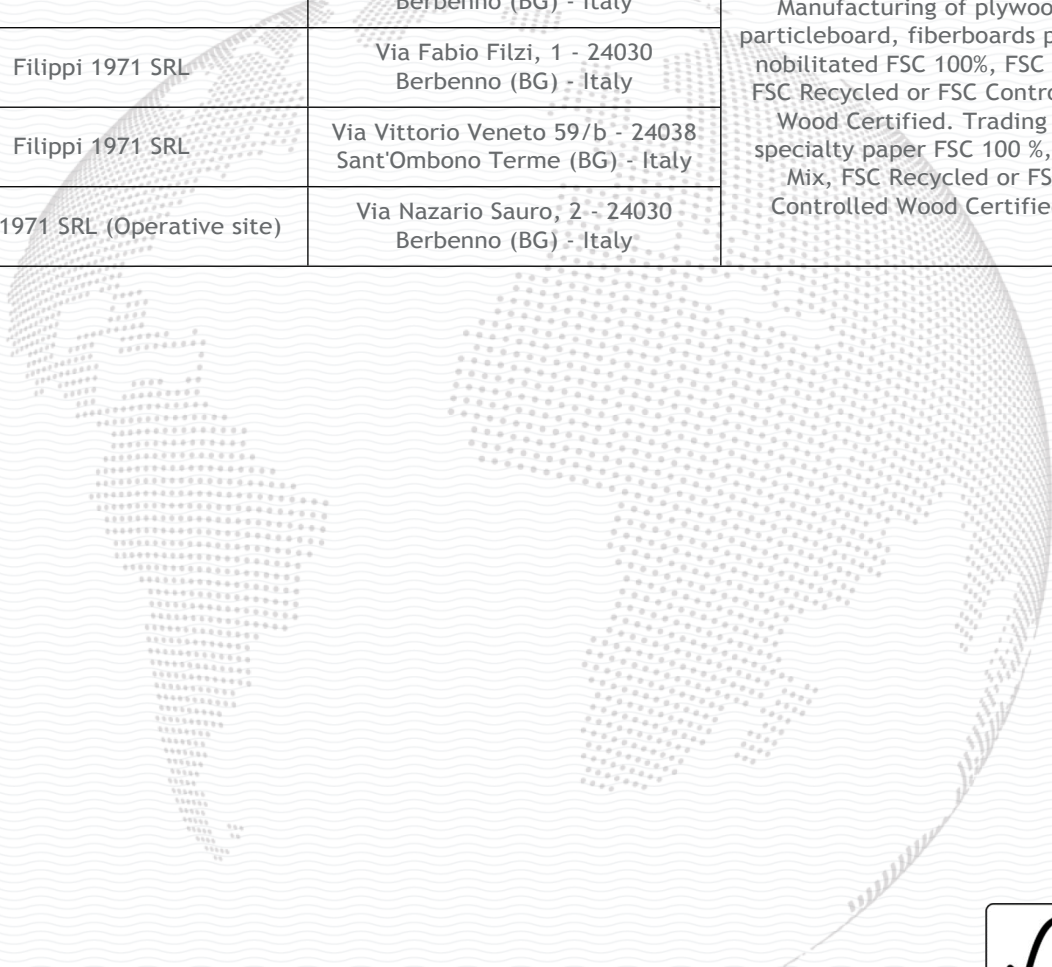 Berbenno (BG) - Italy
Filippi 1971 SRL
Via Fabio Filzi, 1 - 24030
Berbenno (BG) - Italy
Filippi 1971 SRL
Via Vittorio Veneto 59/b - 24038
Sant'Ombono Terme (BG) - Italy
1971 SRL (Operative site)
Via Nazario Sauro, 2 - 24030
Berbenno (BG) - Italy
Manufacturing of plywoo
particleboard, fiberboards p
nobilitated FSC 100%, FSC
FSC Recycled or FSC Contro
Wood Certified. Trading
specialty paper FSC 100 %,
Mix, FSC Recycled or FS
Controlled Wood Certifie